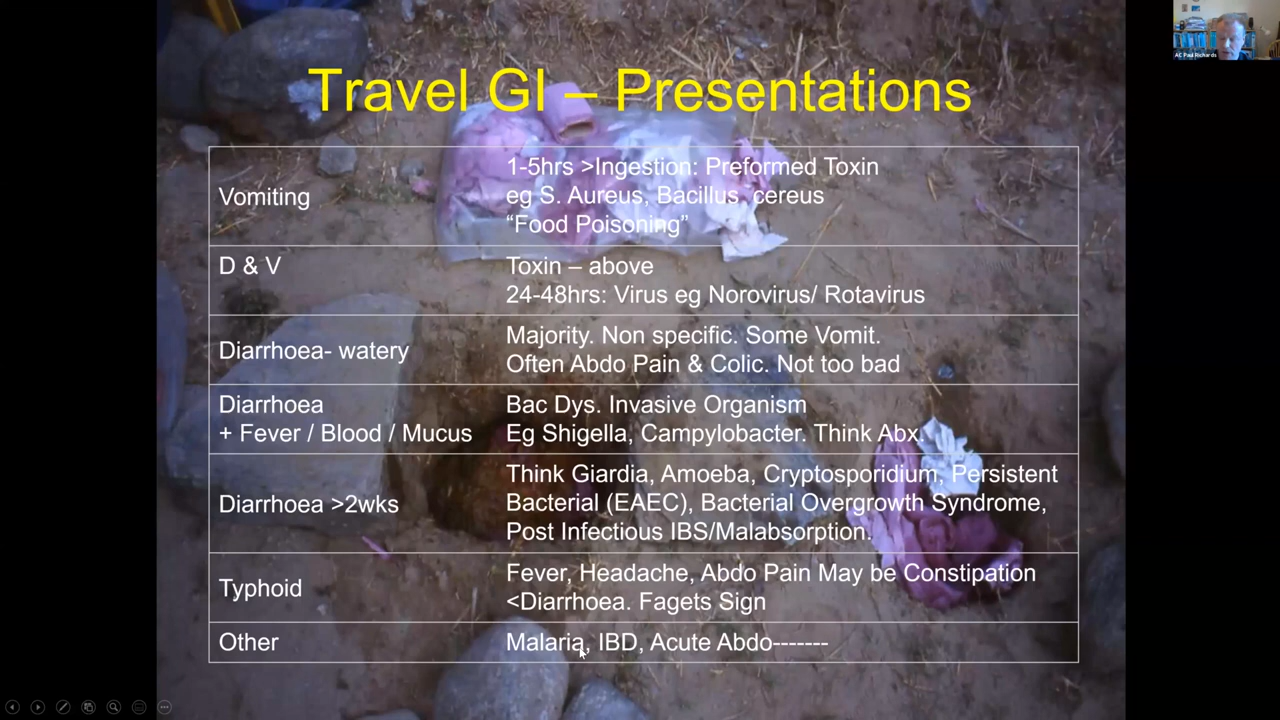 AC Paul Richards
Travel GI – Presentations
Vomiting
1-5hrs >Ingestion: Preformed Toxin
eg S. Aureus, Bacillus cereus
“Food Poisoning”
D & V
Toxin – above
24-48hrs: Virus eg Norovirus/ Rotavirus
Diarrhoea- watery
Majority. Non specific. Some Vomit.
Often Abdo Pain & Colic. Not too bad
Diarrhoea
+ Fever / Blood / Mucus
Bac Dys. Invasive Organism
Eg Shigella, Campylobacter. Think Abx.
Diarrhoea >2wks
Think Giardia, Amoeba, Cryptosporidium, Persistent
Bacterial (EAEC), Bacterial Overgrowth Syndrome,
Post Infectious IBS/Malabsorption.
Typhoid
Fever, Headache, Abdo Pain May be Constipation
<Diarrhoea. Fagets Sign
Other
Malaria, IBD, Acute Abdo-------